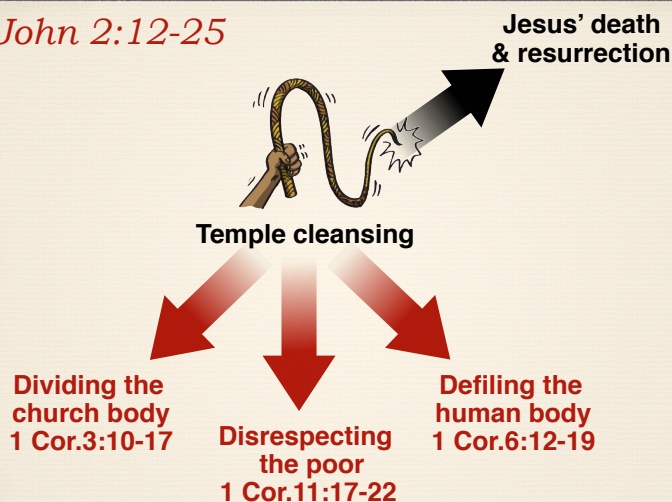 John 2:12-25
Jesus’ death
& resurrection
Temple cleansing
Dividing the
church body
1 Cor.3:10-17
Disrespecting
the poor
1 Cor.11:17-22
Defiling the
human body
1 Cor.6:12-19